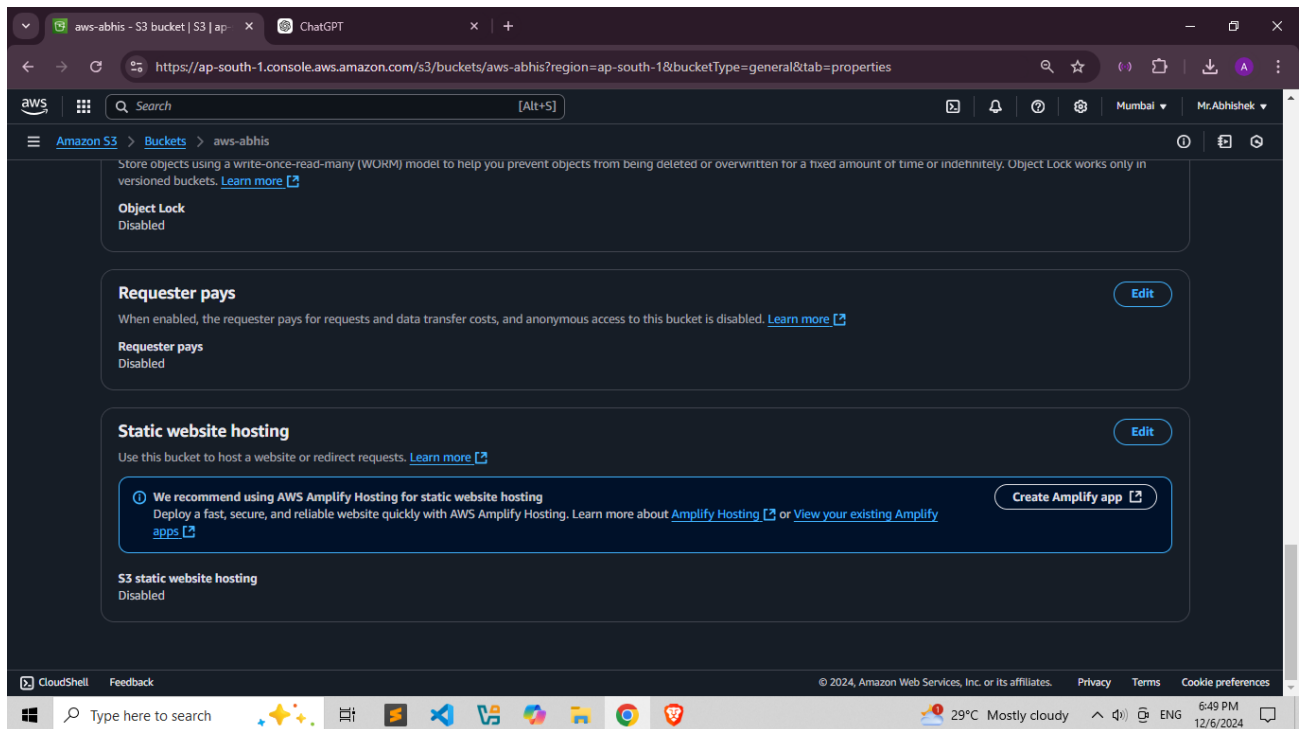 aws-abhis - S3 bucket | S3 | ap-
ChatGPT
https://ap-south-1.console.aws.amazon.com/s3/buckets/aws-abhis?region=ap-south-1&bucketType=general&tab=properties
A
aws
Search
[Alt+S]
Mumbai
Mr.Abhishek
Amazon S3 > Buckets > aws-abhis
Store objects using a write-once-read-many (WORM) model to help you prevent objects from being deleted or overwritten for a fixed amount of time or indefinitely. Object Lock works only in
versioned buckets. Learn more
Object Lock
Disabled
Requester pays
Edit
When enabled, the requester pays for requests and data transfer costs, and anonymous access to this bucket is disabled. Learn more
Requester pays
Disabled
Static website hosting
Edit
Use this bucket to host a website or redirect requests. Learn more
We recommend using AWS Amplify Hosting for static website hosting
Create Amplify app
Deploy a fast, secure, and reliable website quickly with AWS Amplify Hosting. Learn more about Amplify Hosting or View your existing Amplify
apps
S3 static website hosting
Disabled
CloudShell
Feedback
© 2024, Amazon Web Services, Inc. or its affiliates.
Privacy
Terms
Cookie preferences
Type here to search
29°C Mostly cloudy
ENG
6:49 PM
12/6/2024